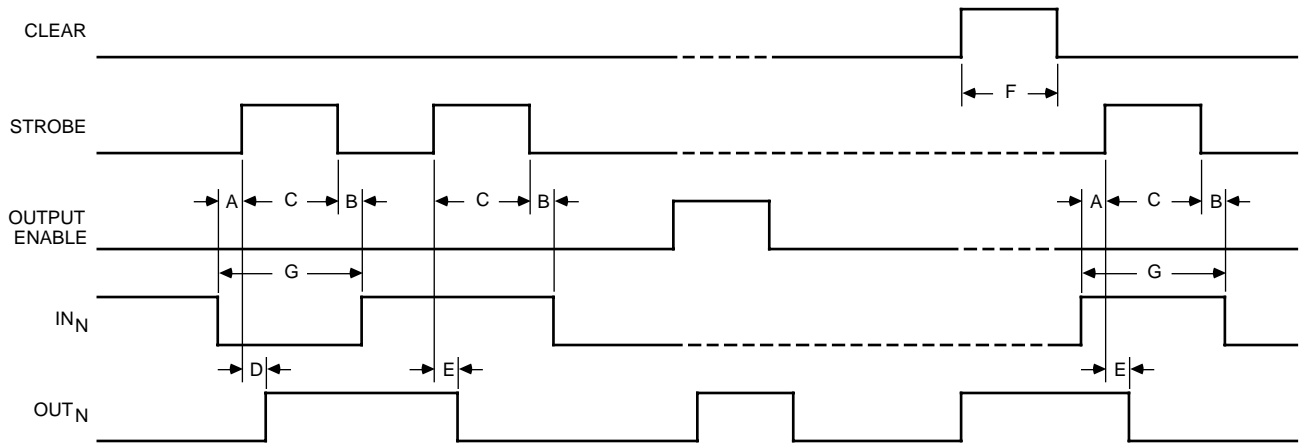 CLEAR
F
STROBE
A C B C B A C B
OUTPUT
ENABLE
G G
IN_N
D E E
OUT_N